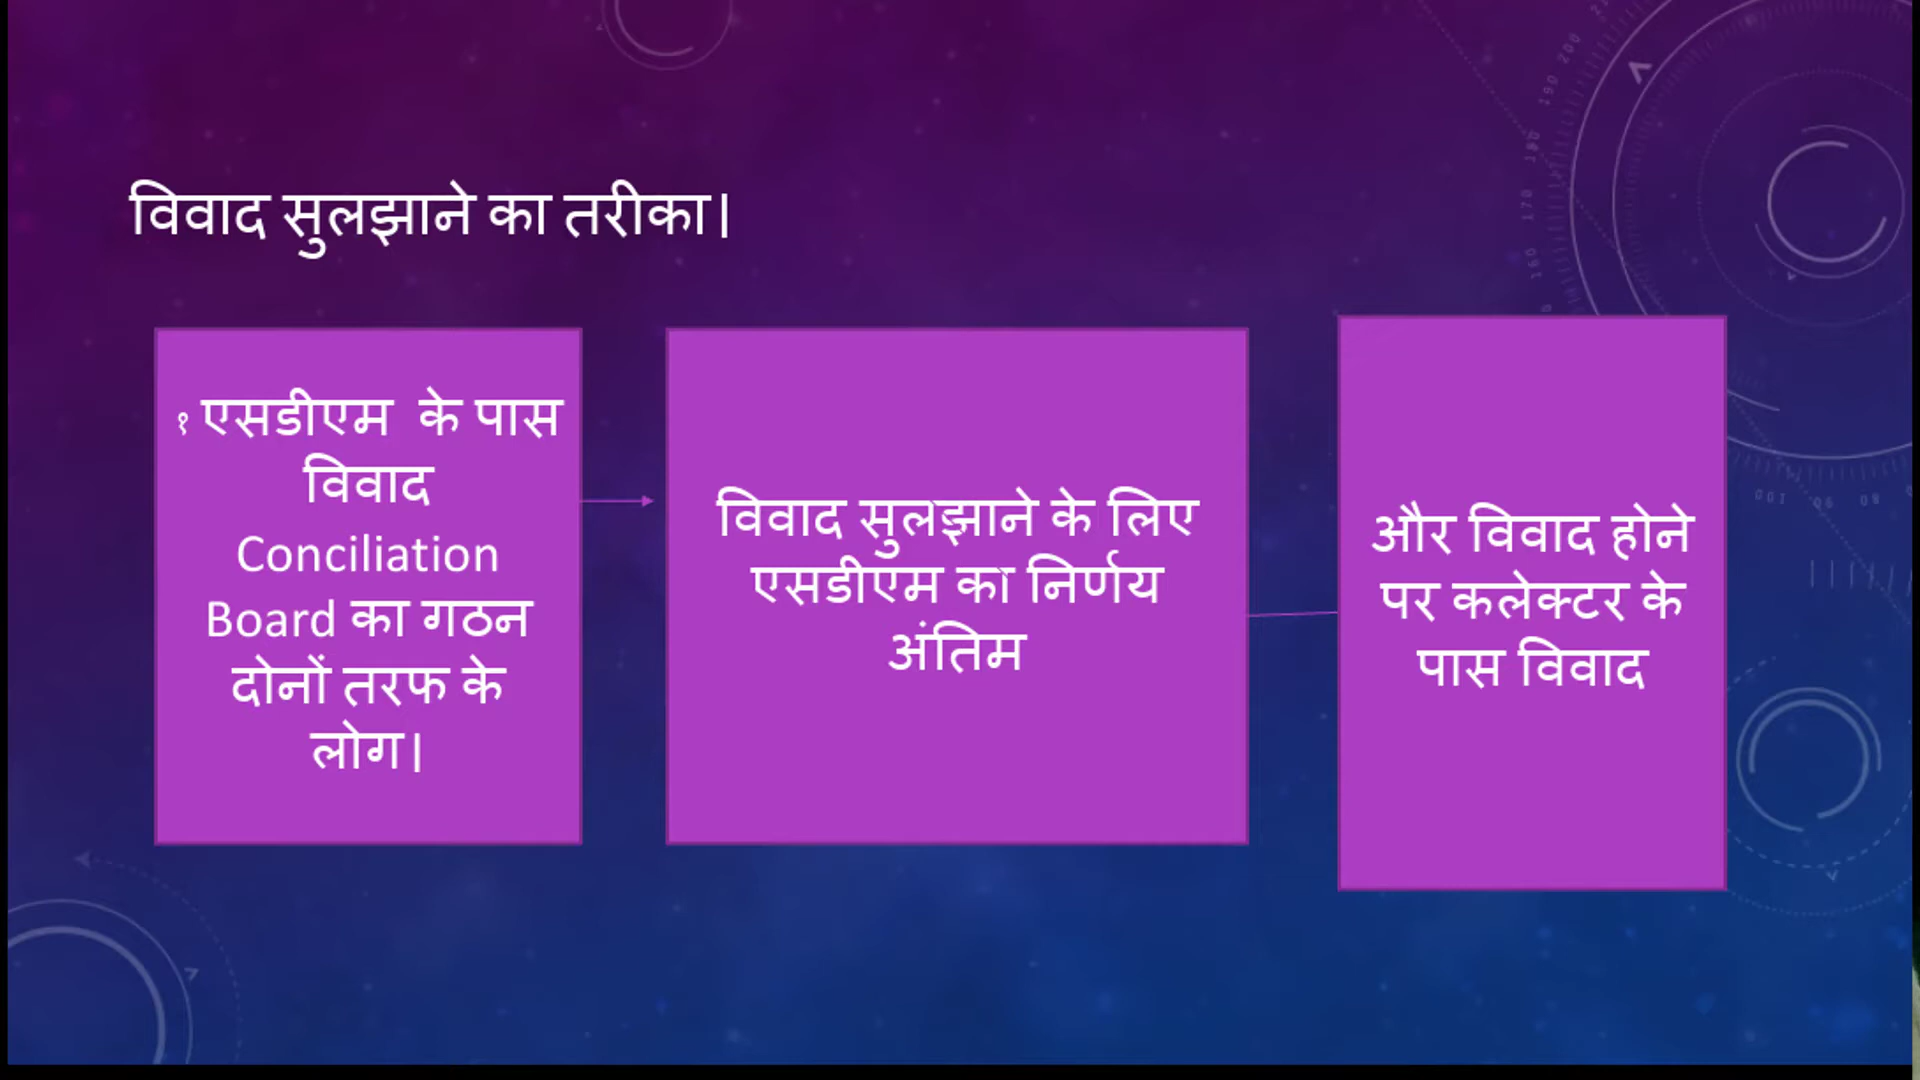 विवाद सुलझाने का तरीका।
१ एसडीएम के पास
विवाद
Conciliation
Board का गठन
दोनों तरफ के
लोग।
विवाद सुलझाने के लिए
एसडीएम का निर्णय
अंतिम
और विवाद होने
पर कलेक्टर के
पास विवाद